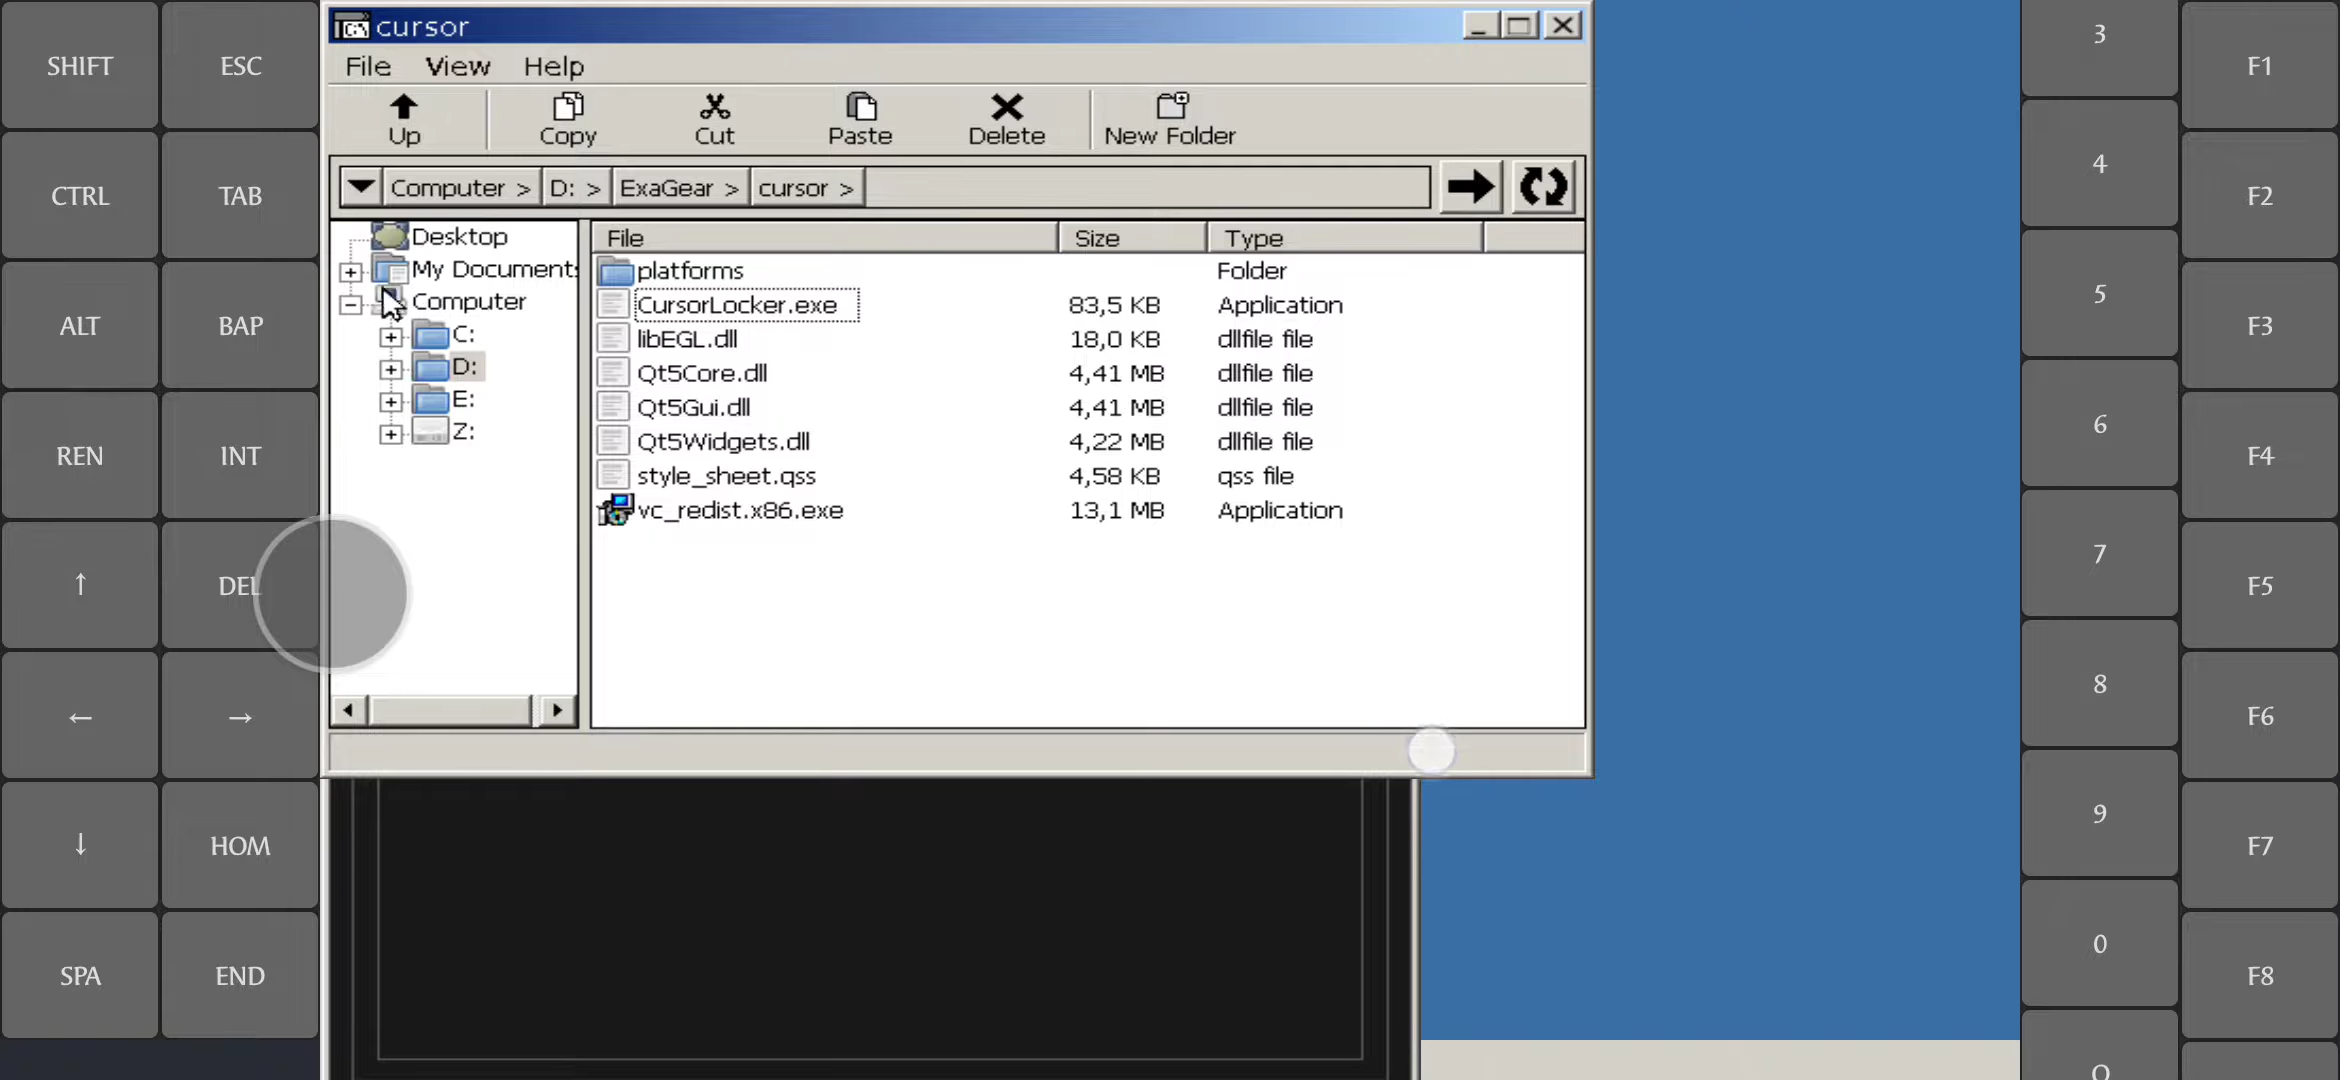 SHIFT
ESC
CTRL
TAB
ALT
BAP
REN
INT
↑
DEL
←
→
↓
HOM
SPA
END
cursor
File View Help
Up Copy Cut Paste Delete New Folder
Computer > D: > ExaGear > cursor >
Desktop
My Document
Computer
C:
D:
E:
Z:
File Size Type
platforms Folder
CursorLocker.exe 83,5 KB Application
libEGL.dll 18,0 KB dllfile file
Qt5Core.dll 4,41 MB dllfile file
Qt5Gui.dll 4,41 MB dllfile file
Qt5Widgets.dll 4,22 MB dllfile file
style_sheet.qss 4,58 KB qss file
vc_redist.x86.exe 13,1 MB Application
3
4
5
6
7
8
9
0
F1
F2
F3
F4
F5
F6
F7
F8